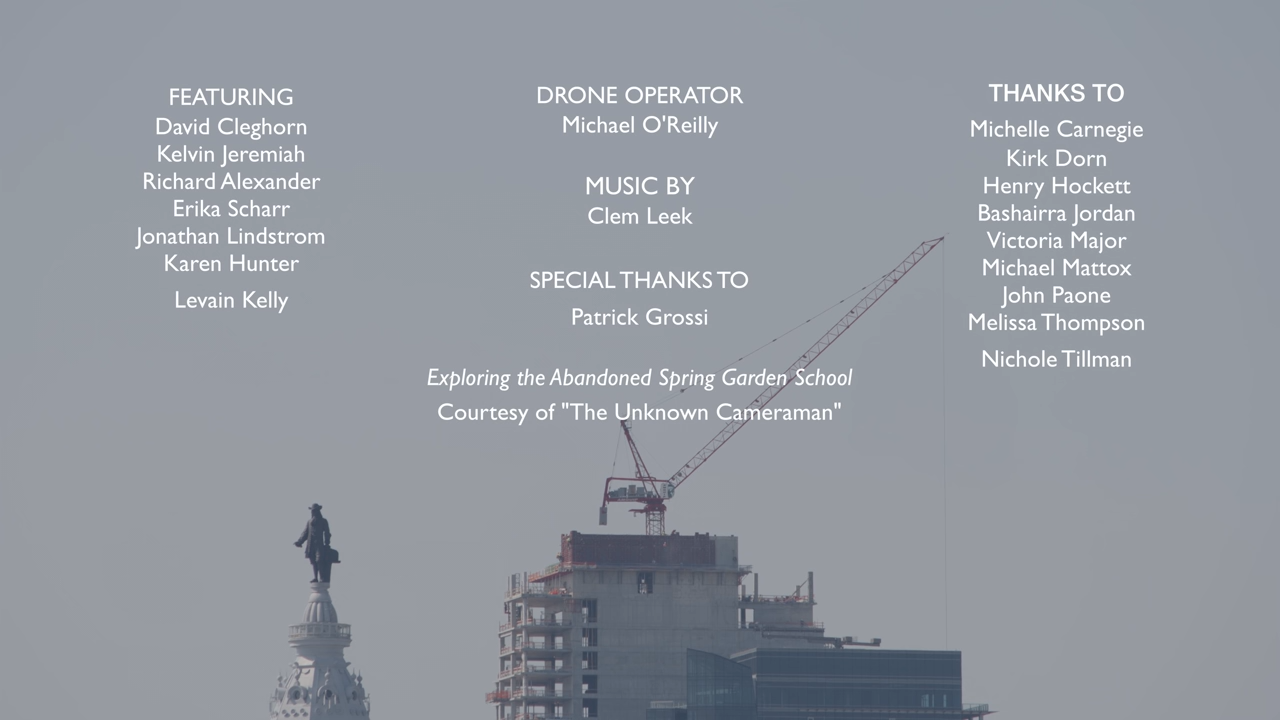 FEATURING
David Cleghorn
Kelvin Jeremiah
Richard Alexander
Erika Scharr
Jonathan Lindstrom
Karen Hunter
Levain Kelly
DRONE OPERATOR
Michael O'Reilly
MUSIC BY
Clem Leek
SPECIAL THANKS TO
Patrick Grossi
Exploring the Abandoned Spring Garden School
Courtesy of "The Unknown Cameraman"
THANKS TO
Michelle Carnegie
Kirk Dorn
Henry Hockett
Bashairra Jordan
Victoria Major
Michael Mattox
John Paone
Melissa Thompson
Nichole Tillman